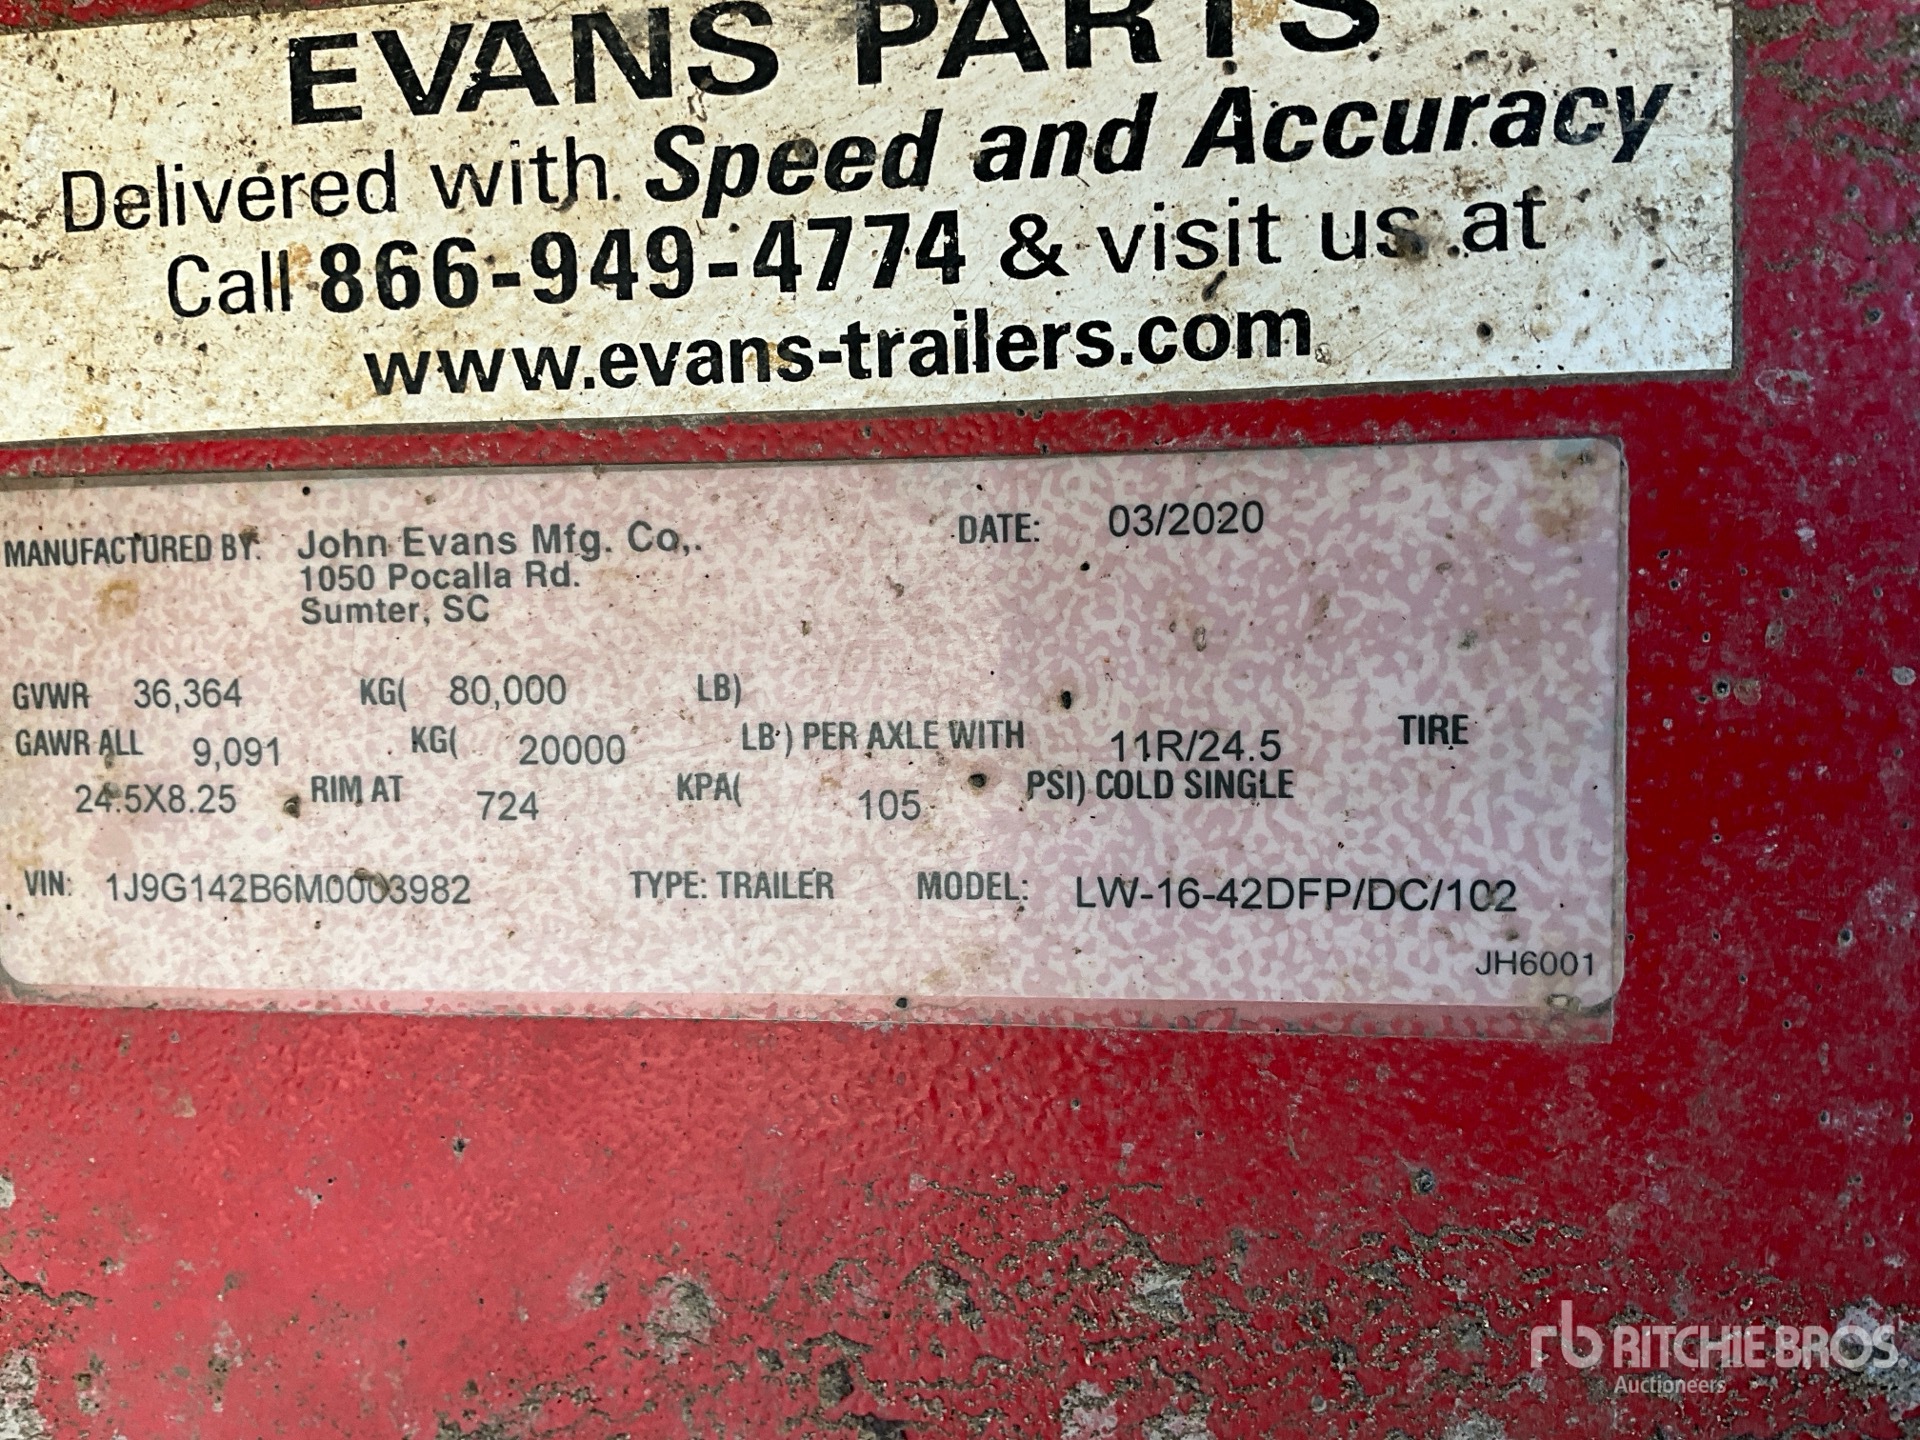 EVANS PARTS
Delivered with Speed and Accuracy
Call 866-949-4774 & visit us at
www.evans-trailers.com
MANUFACTURED BY: John Evans Mfg. Co,. DATE: 03/2020
1050 Pocalla Rd.
Sumter, SC
GVWR 36,364 KG( 80,000 LB)
GAWR ALL 9,091 KG( 20000 LB ) PER AXLE WITH 11R/24.5 TIRE
24.5X8.25 RIM AT 724 KPA( 105 PSI) COLD SINGLE
VIN: 1J9G142B6M0003982 TYPE: TRAILER MODEL: LW-16-42DFP/DC/102
JH6001
rb RITCHIE BROS.
Auctioneers